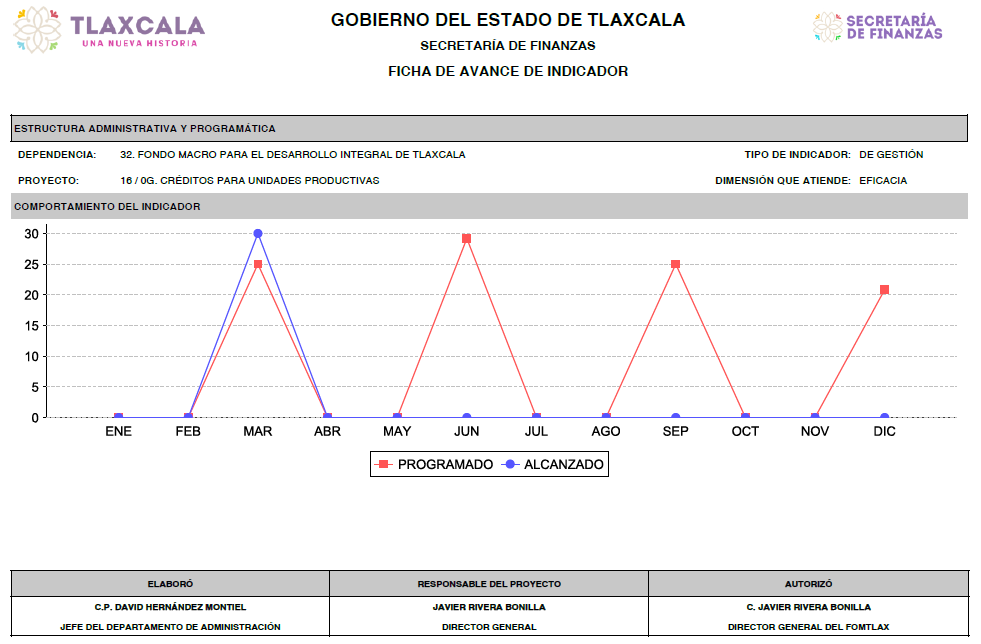 TLAXCALA
UNA NUEVA HISTORIA
GOBIERNO DEL ESTADO DE TLAXCALA
SECRETARÍA DE FINANZAS
FICHA DE AVANCE DE INDICADOR
SECRETARÍA
DE FINANZAS
ESTRUCTURA ADMINISTRATIVA Y PROGRAMÁTICA
DEPENDENCIA: 32. FONDO MACRO PARA EL DESARROLLO INTEGRAL DE TLAXCALA TIPO DE INDICADOR: DE GESTIÓN
PROYECTO: 16 / 0G. CRÉDITOS PARA UNIDADES PRODUCTIVAS DIMENSIÓN QUE ATIENDE: EFICACIA
COMPORTAMIENTO DEL INDICADOR
30
25
20
15
10
5
0
ENE FEB MAR ABR MAY JUN JUL AGO SEP OCT NOV DIC
PROGRAMADO ALCANZADO
ELABORÓ RESPONSABLE DEL PROYECTO AUTORIZÓ
C.P. DAVID HERNÁNDEZ MONTIEL JAVIER RIVERA BONILLA C. JAVIER RIVERA BONILLA
JEFE DEL DEPARTAMENTO DE ADMINISTRACIÓN DIRECTOR GENERAL DIRECTOR GENERAL DEL FOMTLAX